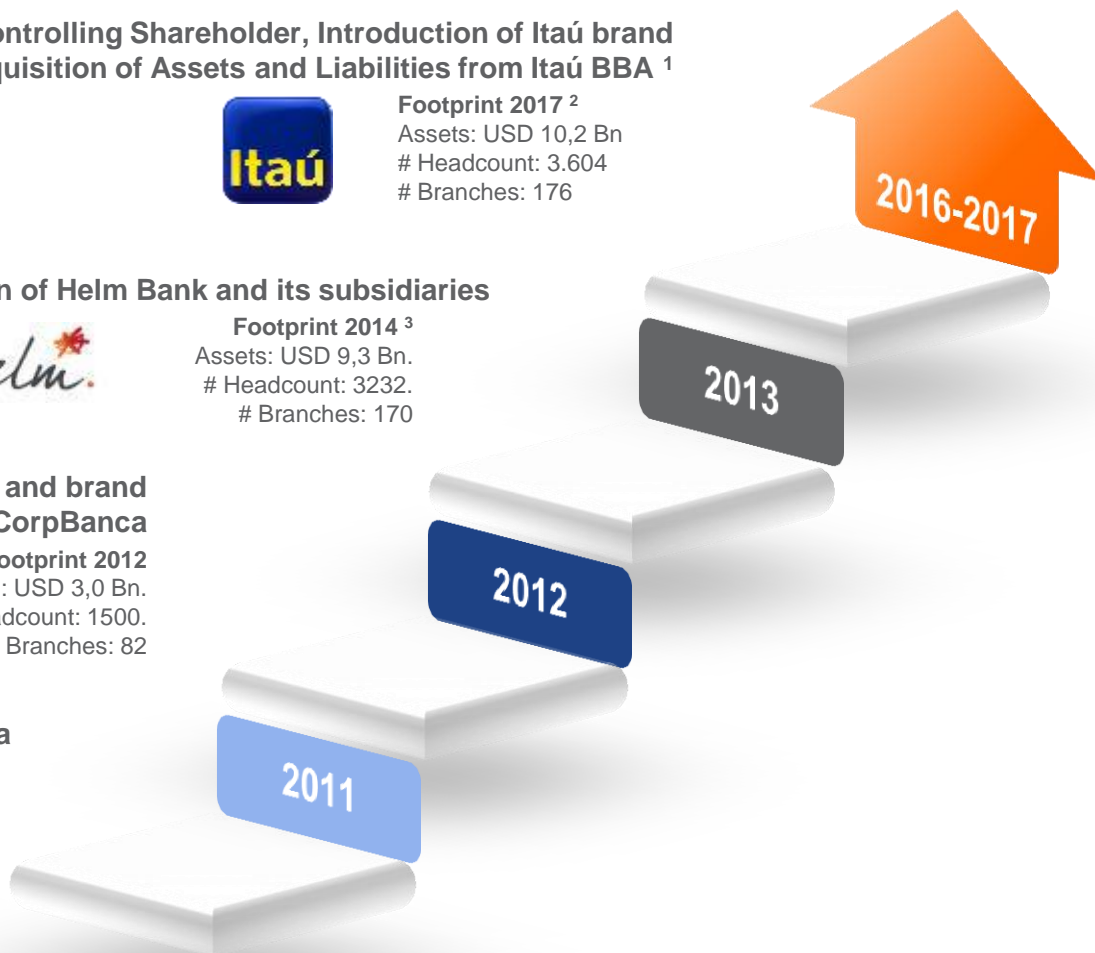 ontrolling Shareholder, Introduction of Itaú brand
quisition of Assets and Liabilities from Itaú BBA ¹
Itaú
Footprint 2017 ²
Assets: USD 10,2 Bn
# Headcount: 3.604
# Branches: 176
2016-2017
n of Helm Bank and its subsidiaries
elm.
Footprint 2014 ³
Assets: USD 9,3 Bn.
# Headcount: 3232.
# Branches: 170
2013
and brand
CorpBanca
ootprint 2012
: USD 3,0 Bn.
adcount: 1500.
Branches: 82
2012
a
2011